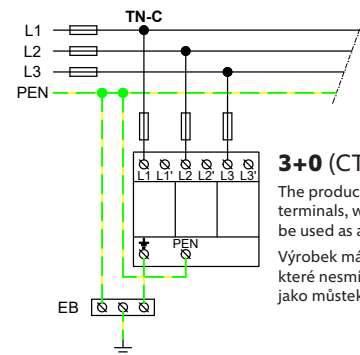 TN-C
L1
L2
L3
PEN
L1 L1' L2 L2' L3 L3'
PEN
EB
3+0 (CT
The produc
terminals, w
be used as a
Výrobek má
které nesmí
jako můstek